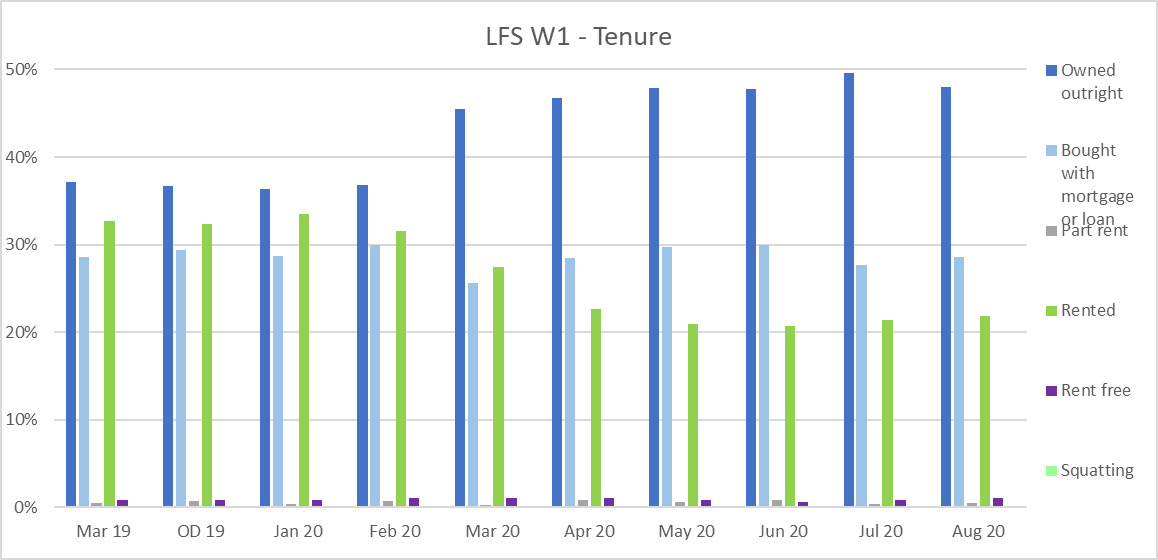 LFS W1 - Tenure
50%
40%
30%
20%
10%
0%
Mar 19
OD 19
Jan 20
Feb 20
Mar 20
Apr 20
May 20
Jun 20
Jul 20
Aug 20
Owned
outright
Bought
with
mortgage
or loan
Part rent
Rented
Rent free
Squatting